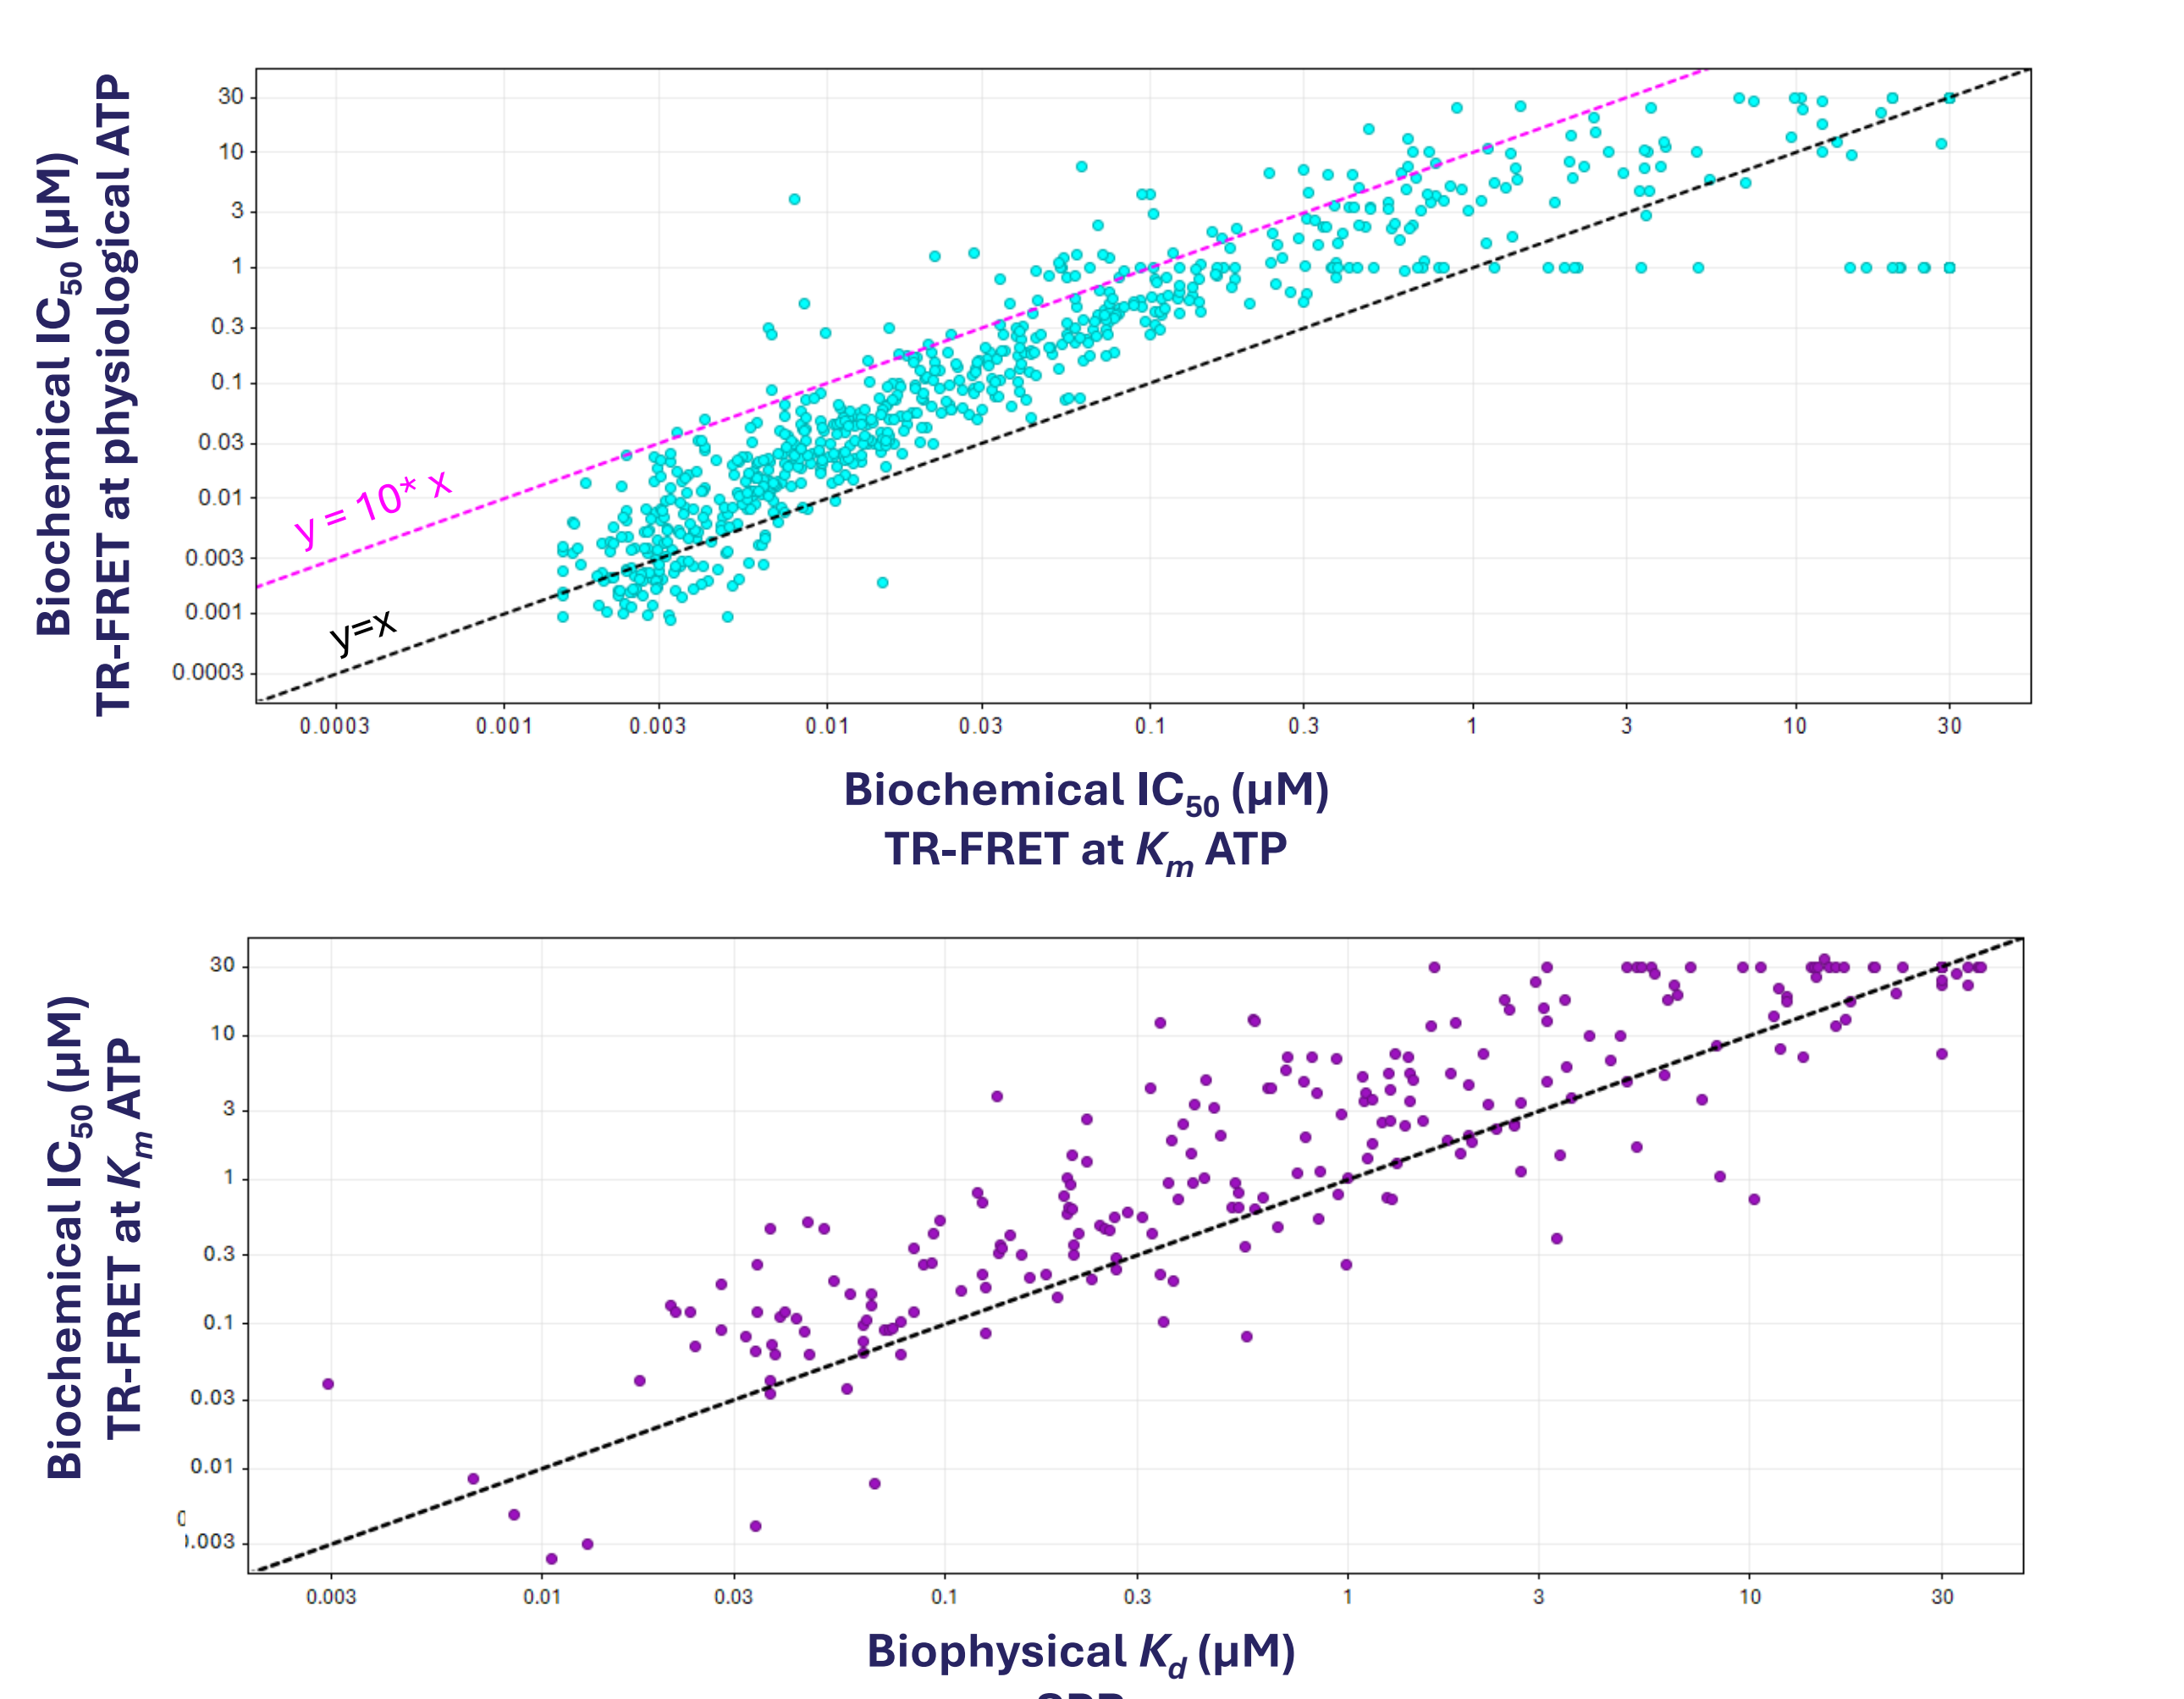 Biochemical IC50 (µM)
TR-FRET at physiological ATP
30
10
3
1
0.3
0.1
0.03
0.01
0.003
0.001
0.0003
y= 10* x
y=x
0.0003 0.001 0.003 0.01 0.03 0.1 0.3 1 3 10 30
Biochemical IC50 (µM)
TR-FRET at Km ATP
Biochemical IC50 (µM)
TR-FRET at Km ATP
30
10
3
1
0.3
0.1
0.03
0.01
0
.003
0.003 0.01 0.03 0.1 0.3 1 3 10 30
Biophysical Kd (µM)